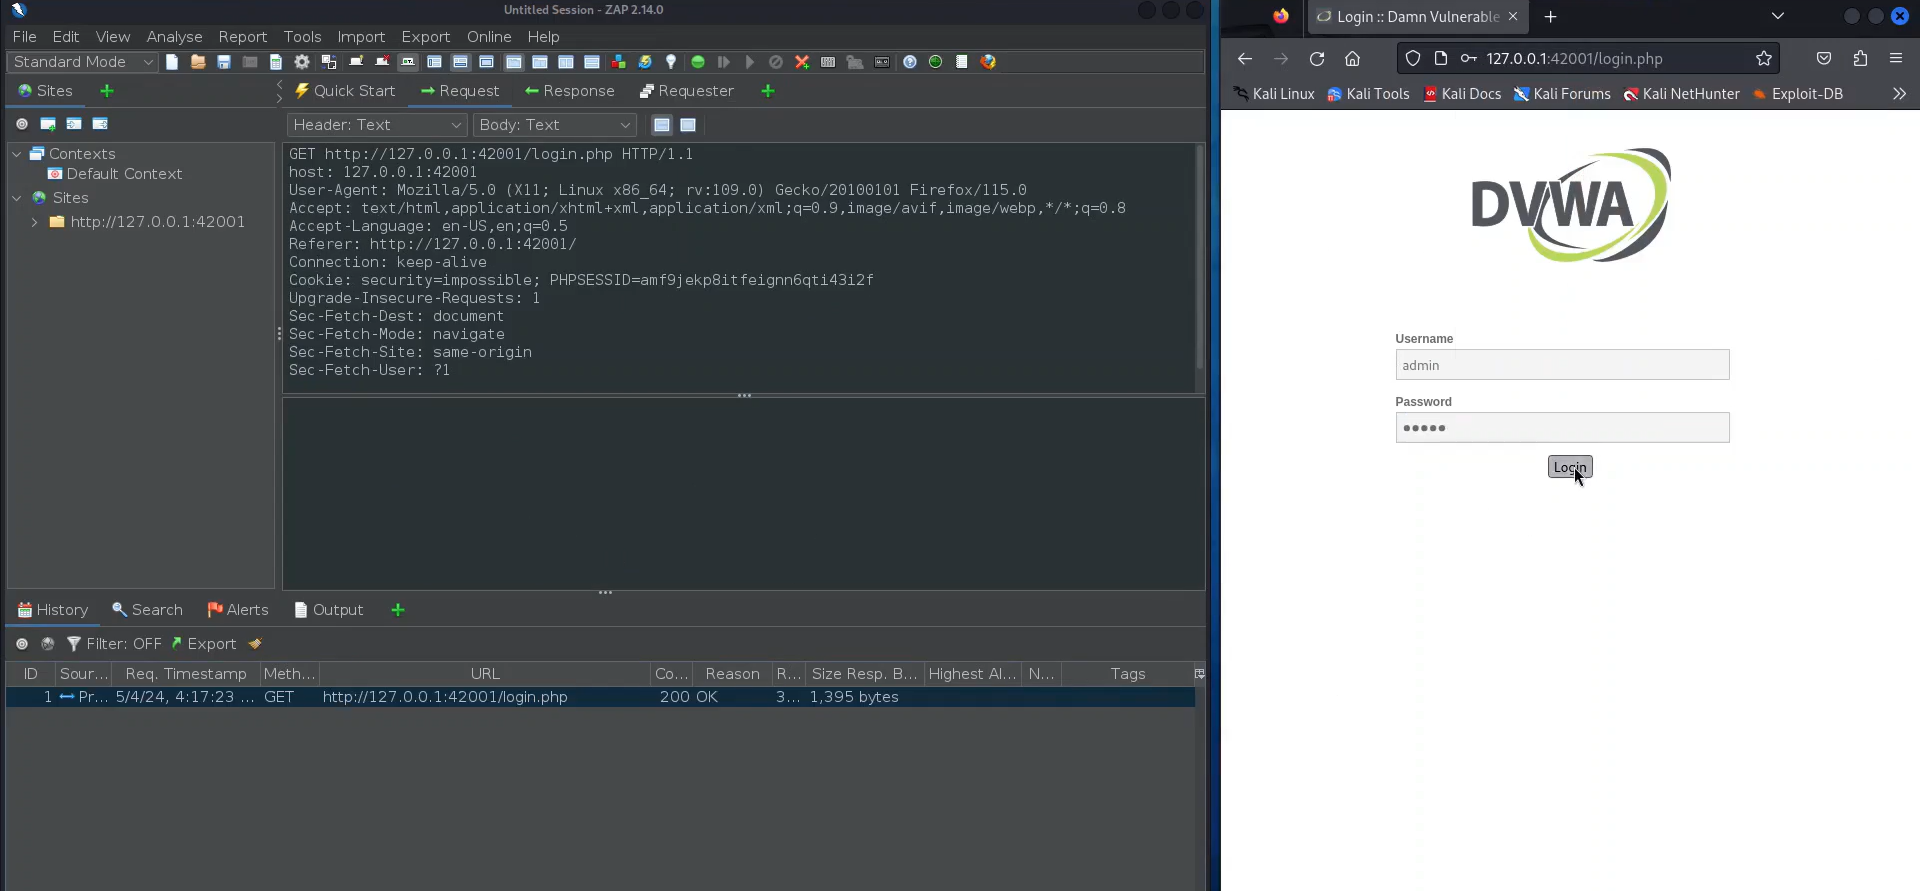 Untitled Session - ZAP 2.14.0
File Edit View Analyse Report Tools Import Export Online Help
Standard Mode
Sites
Quick Start Request Response Requester
Header: Text Body: Text
Contexts
Default Context
Sites
http://127.0.0.1:42001
GET http://127.0.0.1:42001/login.php HTTP/1.1
host: 127.0.0.1:42001
User-Agent: Mozilla/5.0 (X11; Linux x86_64; rv:109.0) Gecko/20100101 Firefox/115.0
Accept: text/html,application/xhtml+xml,application/xml;q=0.9,image/avif,image/webp,*/*;q=0.8
Accept-Language: en-US,en;q=0.5
Referer: http://127.0.0.1:42001/
Connection: keep-alive
Cookie: security=impossible; PHPSESSID=amf9jekp8itfeignn6qti43i2f
Upgrade-Insecure-Requests: 1
Sec-Fetch-Dest: document
Sec-Fetch-Mode: navigate
Sec-Fetch-Site: same-origin
Sec-Fetch-User: ?1
History Search Alerts Output
Filter: OFF Export
ID Sour... Req. Timestamp Meth... URL Co... Reason R... Size Resp. B... Highest Al... N... Tags
1 Pr... 5/4/24, 4:17:23 ... GET http://127.0.0.1:42001/login.php 200 OK 3... 1,395 bytes
Login :: Damn Vulnerable
127.0.0.1:42001/login.php
Kali Linux Kali Tools Kali Docs Kali Forums Kali NetHunter Exploit-DB
DVWA
Username
admin
Password
•••••
Login